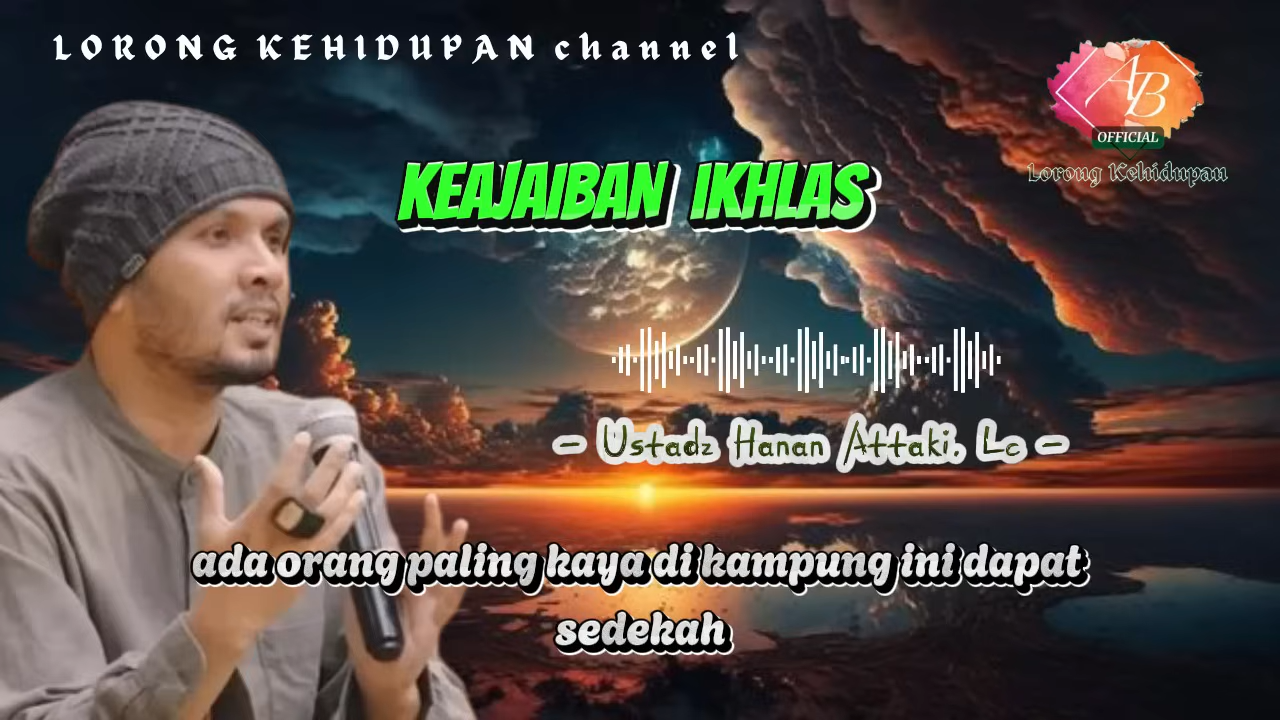 LORONG KEHIDUPAN channel
AB
OFFICIAL
Lorong Kehidupan
KEAJAIBAN IKHLAS
- Ustadz Hanan Attaki, Lc -
ada orang paling kaya di kampung ini dapat
sedekah